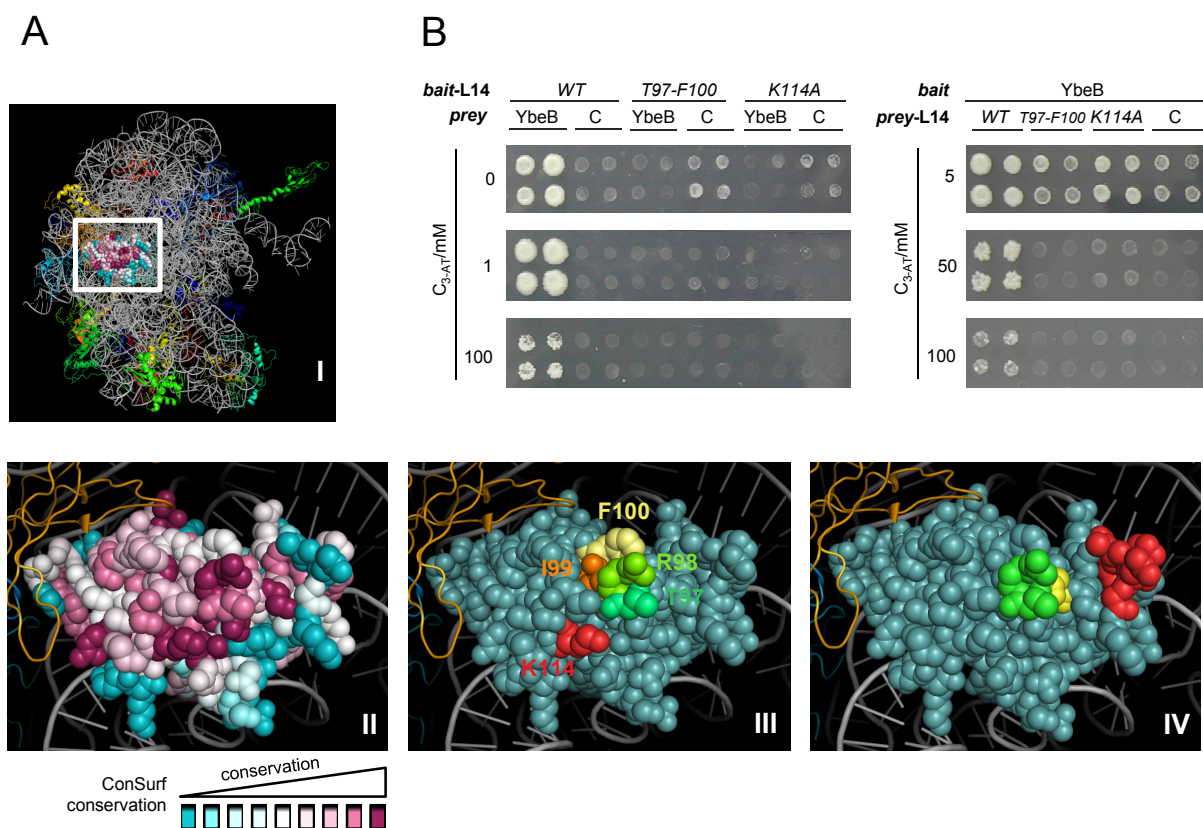 A
B
bait-L14 WT T97-F100 K114A
prey YbeB C YbeB C YbeB C
C3-AT/mM
0
1
100
bait YbeB
prey-L14 WT T97-F100 K114A C
C3-AT/mM
5
50
100
I
II
F100
I99
R98
T97
K114
III
IV
conservation
ConSurf
conservation